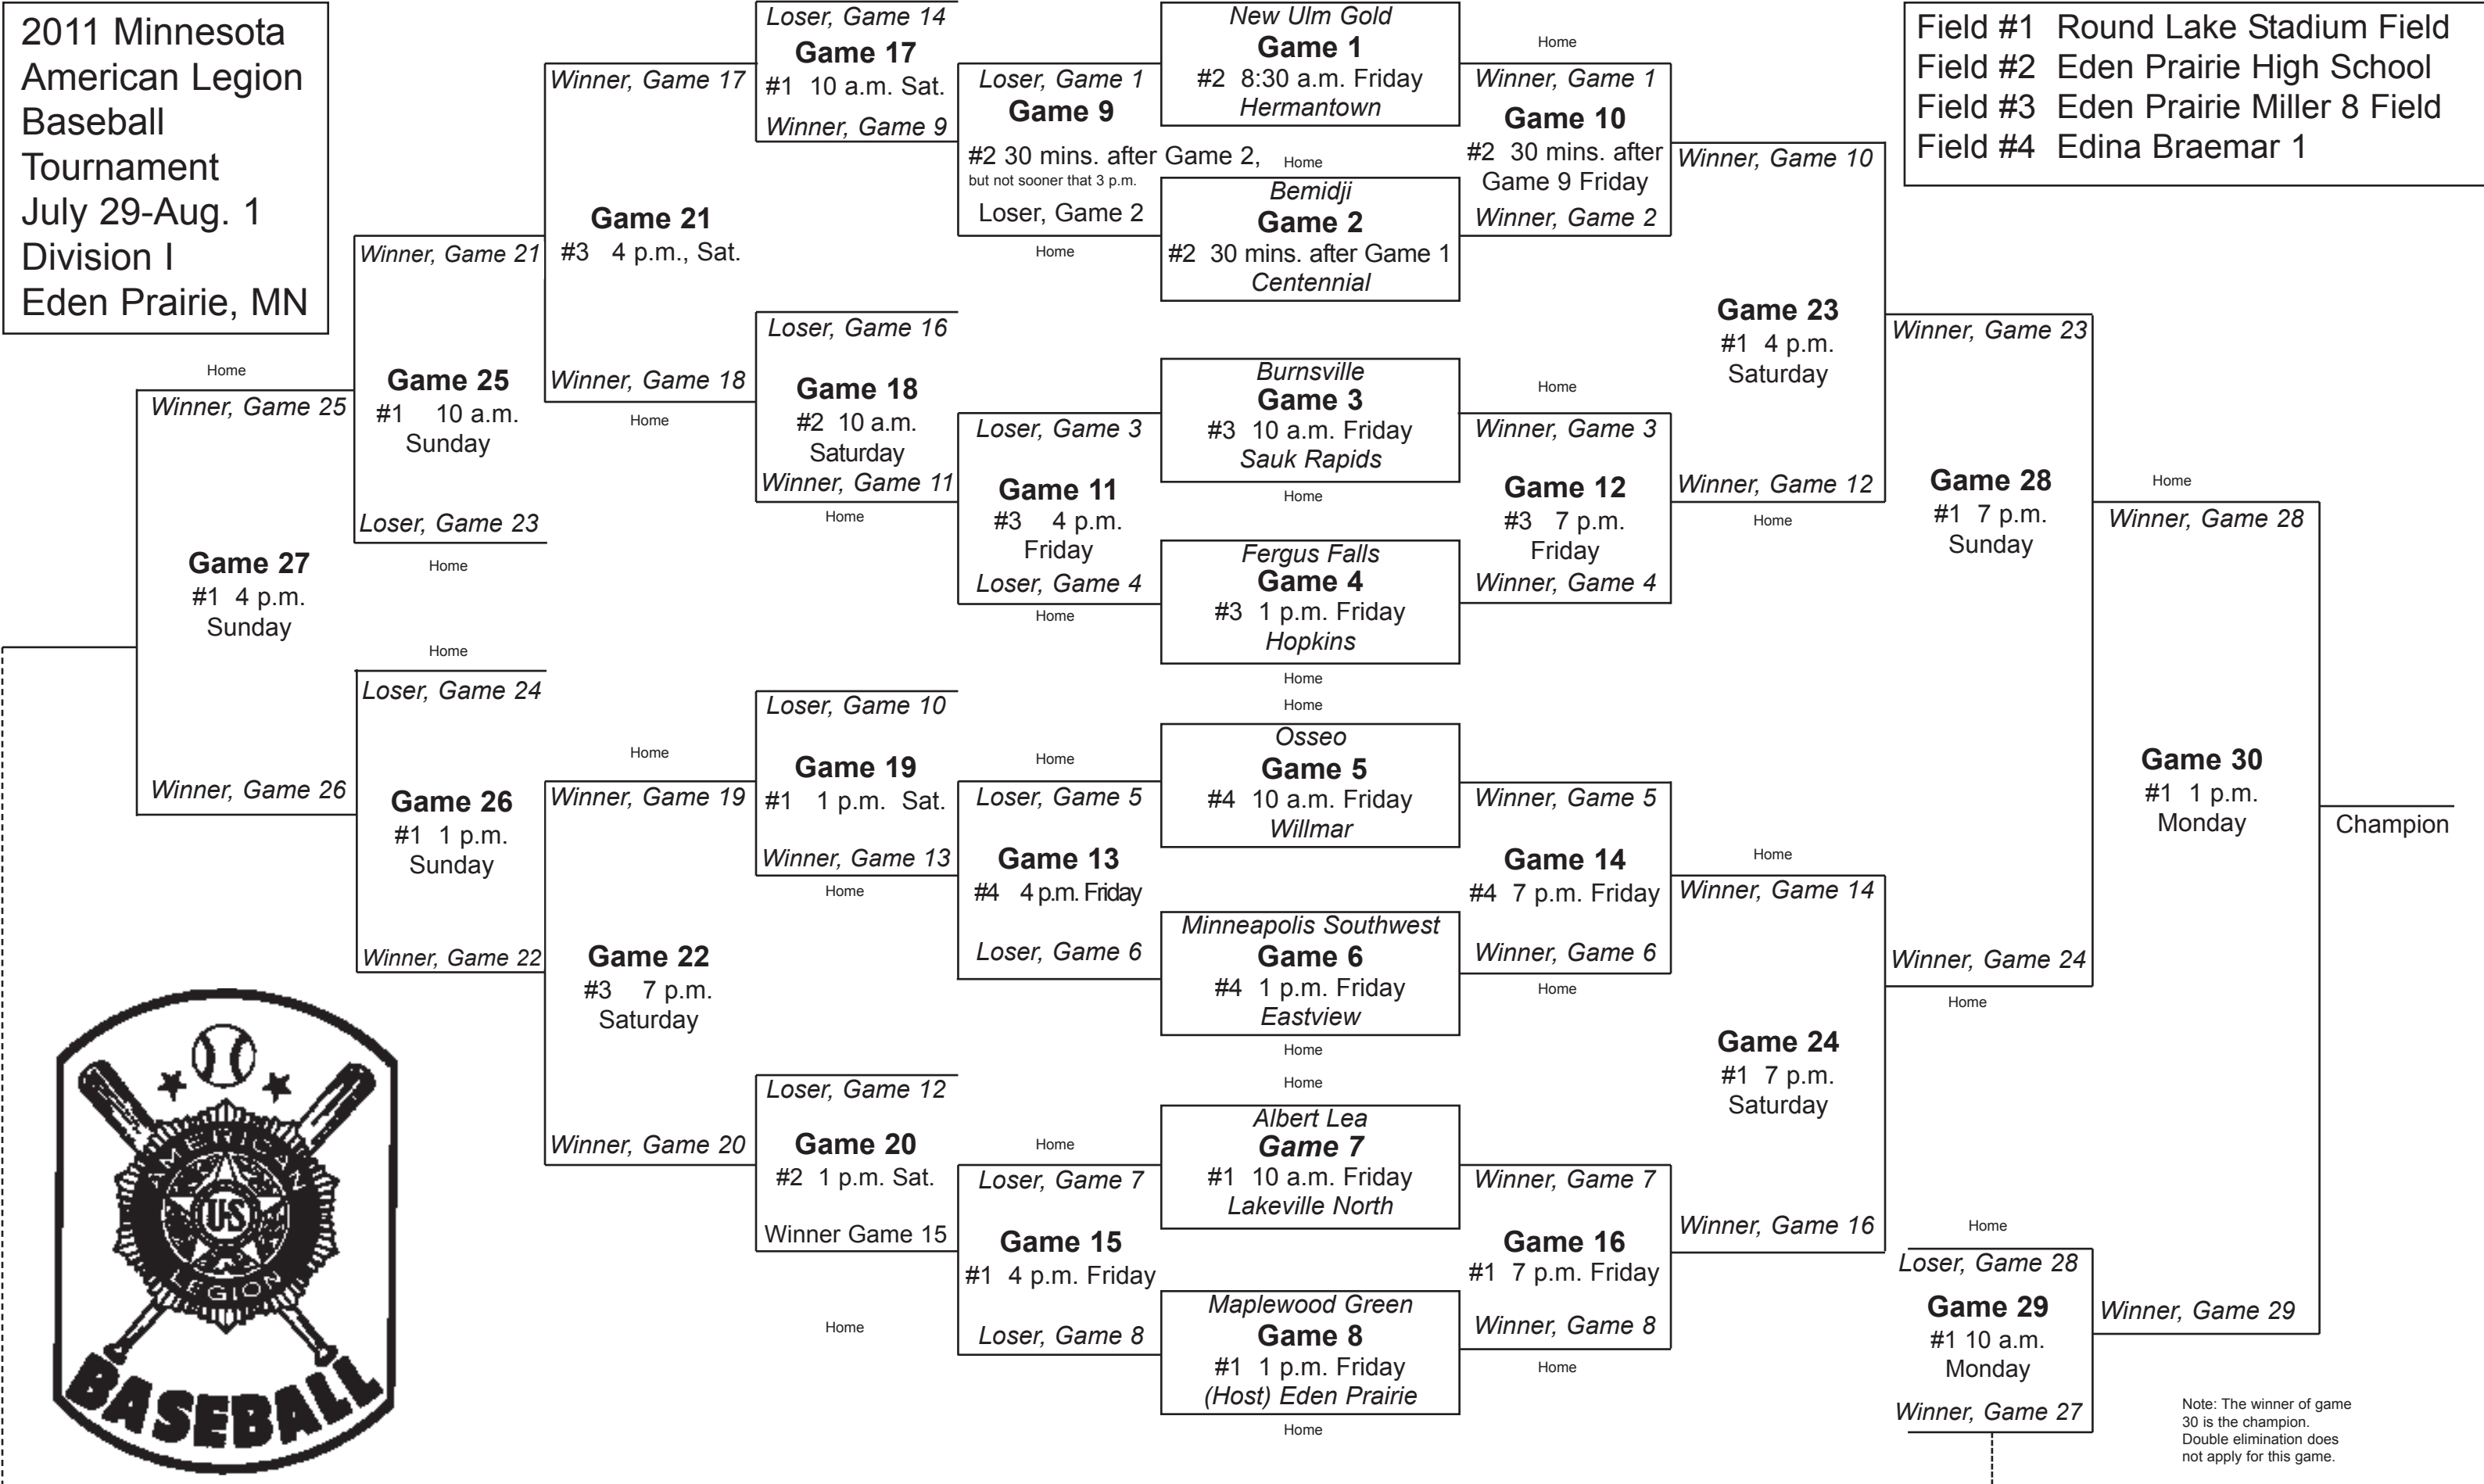 2011 Minnesota
American Legion
Baseball
Tournament
July 29-Aug. 1
Division I
Eden Prairie, MN
Field #1 Round Lake Stadium Field
Field #2 Eden Prairie High School
Field #3 Eden Prairie Miller 8 Field
Field #4 Edina Braemar 1
Home
Winner, Game 25
Game 27
#1 4 p.m.
Sunday
Winner, Game 26
Winner, Game 21
Game 25
#1 10 a.m.
Sunday
Loser, Game 23
Home
Home
Loser, Game 24
Game 26
#1 1 p.m.
Sunday
Winner, Game 22
Winner, Game 17
Game 21
#3 4 p.m., Sat.
Winner, Game 18
Home
Home
Winner, Game 19
Game 22
#3 7 p.m.
Saturday
Winner, Game 20
Loser, Game 14
Game 17
#1 10 a.m. Sat.
Winner, Game 9
Loser, Game 16
Game 18
#2 10 a.m.
Saturday
Winner, Game 11
Home
Loser, Game 10
Game 19
#1 1 p.m. Sat.
Winner, Game 13
Home
Loser, Game 12
Game 20
#2 1 p.m. Sat.
Winner Game 15
Home
Loser, Game 1
Game 9
#2 30 mins. after Game 2,
but not sooner that 3 p.m.
Loser, Game 2
Home
Loser, Game 3
Game 11
#3 4 p.m.
Friday
Loser, Game 4
Home
Home
Loser, Game 5
Game 13
#4 4 p.m. Friday
Loser, Game 6
Home
Loser, Game 7
Game 15
#1 4 p.m. Friday
Loser, Game 8
New Ulm Gold
Game 1
#2 8:30 a.m. Friday
Hermantown
Home
Bemidji
Game 2
#2 30 mins. after Game 1
Centennial
Burnsville
Game 3
#3 10 a.m. Friday
Sauk Rapids
Home
Fergus Falls
Game 4
#3 1 p.m. Friday
Hopkins
Home
Home
Osseo
Game 5
#4 10 a.m. Friday
Willmar
Minneapolis Southwest
Game 6
#4 1 p.m. Friday
Eastview
Home
Home
Albert Lea
Game 7
#1 10 a.m. Friday
Lakeville North
Maplewood Green
Game 8
#1 1 p.m. Friday
(Host) Eden Prairie
Home
Home
Winner, Game 1
Game 10
#2 30 mins. after
Game 9 Friday
Winner, Game 2
Home
Winner, Game 3
Game 12
#3 7 p.m.
Friday
Winner, Game 4
Winner, Game 5
Game 14
#4 7 p.m. Friday
Winner, Game 6
Home
Winner, Game 7
Game 16
#1 7 p.m. Friday
Winner, Game 8
Home
Winner, Game 10
Game 23
#1 4 p.m.
Saturday
Winner, Game 12
Home
Home
Winner, Game 14
Game 24
#1 7 p.m.
Saturday
Winner, Game 16
Winner, Game 23
Game 28
#1 7 p.m.
Sunday
Winner, Game 24
Home
Home
Loser, Game 28
Game 29
#1 10 a.m.
Monday
Winner, Game 27
Home
Winner, Game 28
Game 30
#1 1 p.m.
Monday
Winner, Game 29
Champion
Note: The winner of game
30 is the champion.
Double elimination does
not apply for this game.
AMERICAN
US
LEGION
BASEBALL